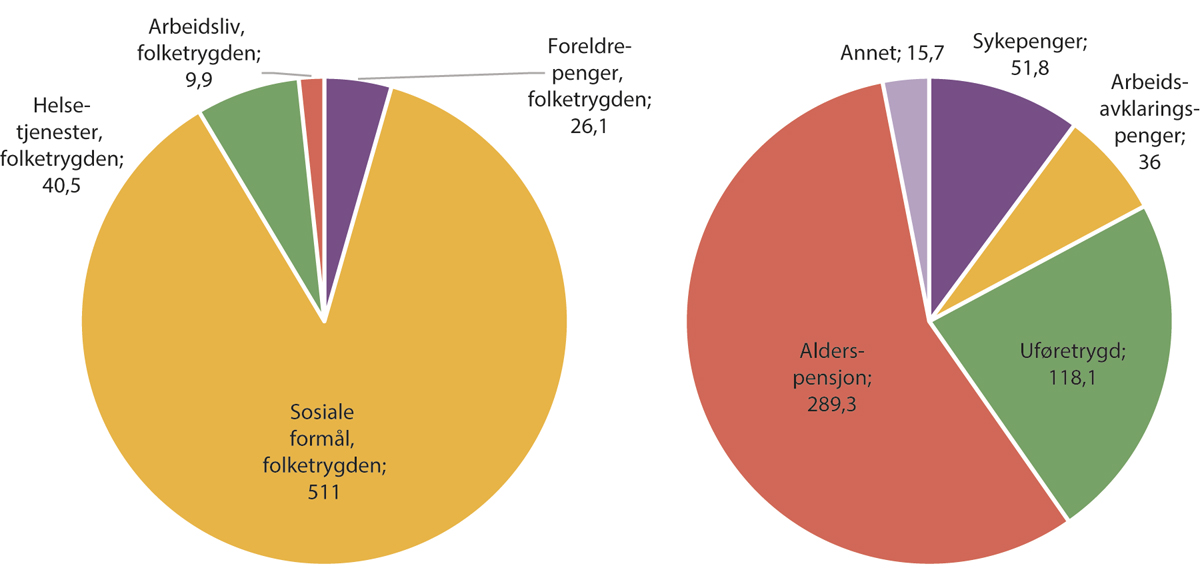 Arbeidsliv,
folketrygden;
9,9
Foreldre-
penger,
folketrygden;
26,1
Helse-
tjenester,
folketrygden;
40,5
Sosiale
formål,
folketrygden;
511
Annet; 15,7
Sykepenger;
51,8
Arbeids-
avklarings-
penger;
36
Uføretrygd;
118,1
Alders-
pensjon;
289,3